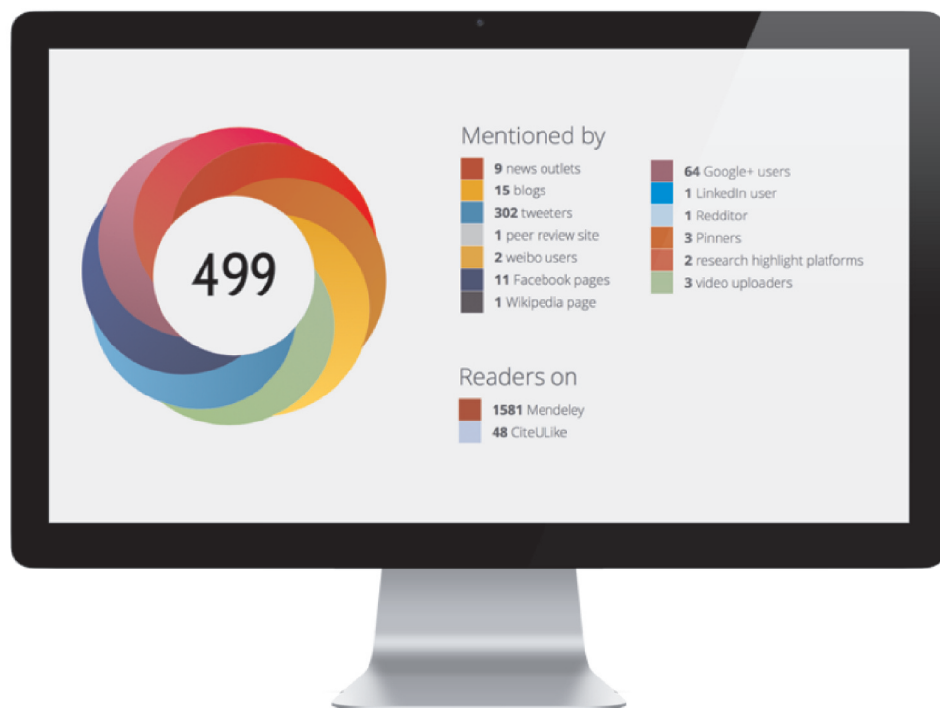 499
Mentioned by
9 news outlets
15 blogs
302 tweeters
1 peer review site
2 weibo users
11 Facebook pages
1 Wikipedia page
64 Google+ users
1 LinkedIn user
1 Redditor
3 Pinners
2 research highlight platforms
3 video uploaders
Readers on
1581 Mendeley
48 CiteULike